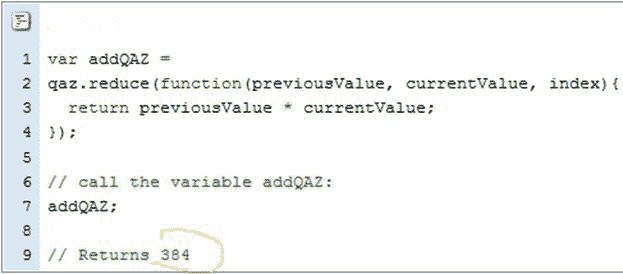 1 var addQAZ =
2 qaz.reduce(function(previousValue, currentValue, index){
3   return previousValue * currentValue;
4 });
5
6 // call the variable addQAZ:
7 addQAZ;
8
9 // Returns 384